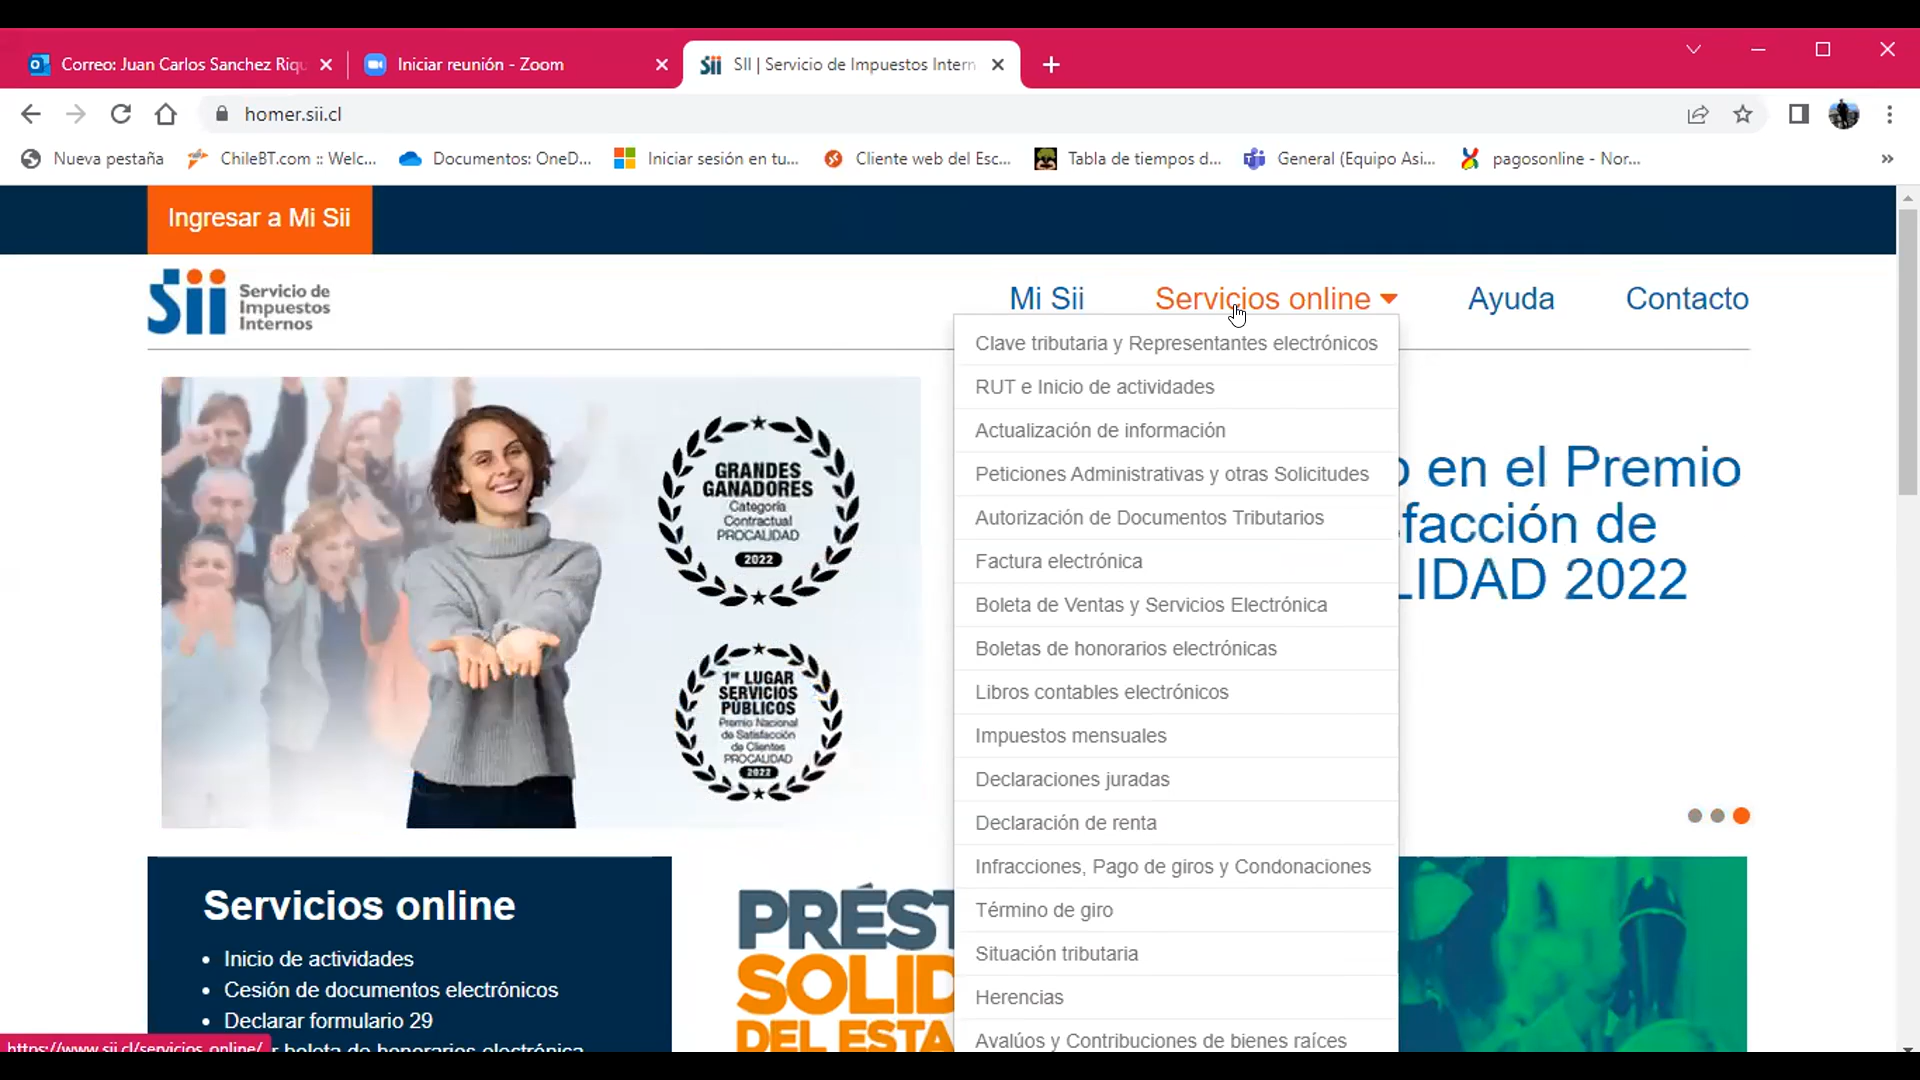 Correo: Juan Carlos Sanchez Riqu
Iniciar reunión - Zoom
SII | Servicio de Impuestos Intern
homer.sii.cl
Nueva pestaña
ChileBT.com :: Welc...
Documentos: OneD...
Iniciar sesión en tu...
Cliente web del Esc...
Tabla de tiempos d...
General (Equipo Asi...
pagosonline - Nor...
»
Ingresar a Mi Sii
Sii
Servicio de
Impuestos
Internos
Mi Sii
Servicios online
Ayuda
Contacto
Clave tributaria y Representantes electrónicos
RUT e Inicio de actividades
Actualización de información
Peticiones Administrativas y otras Solicitudes
Autorización de Documentos Tributarios
Factura electrónica
Boleta de Ventas y Servicios Electrónica
Boletas de honorarios electrónicas
Libros contables electrónicos
Impuestos mensuales
Declaraciones juradas
Declaración de renta
Infracciones, Pago de giros y Condonaciones
Término de giro
Situación tributaria
Herencias
Avalúos y Contribuciones de bienes raíces
GRANDES
GANADORES
Categoría
Contractual
PROCALIDAD
2022
1er LUGAR
SERVICIOS
PÚBLICOS
Premio Nacional
de Satisfacción
de Clientes
PROCALIDAD
2022
o en el Premio
sfacción de
LIDAD 2022
Servicios online
• Inicio de actividades
• Cesión de documentos electrónicos
• Declarar formulario 29
r boleta de honorarios electrónica
PRÉST
SOLID
DEL ESTA
https://www.sii.cl/servicios_online/